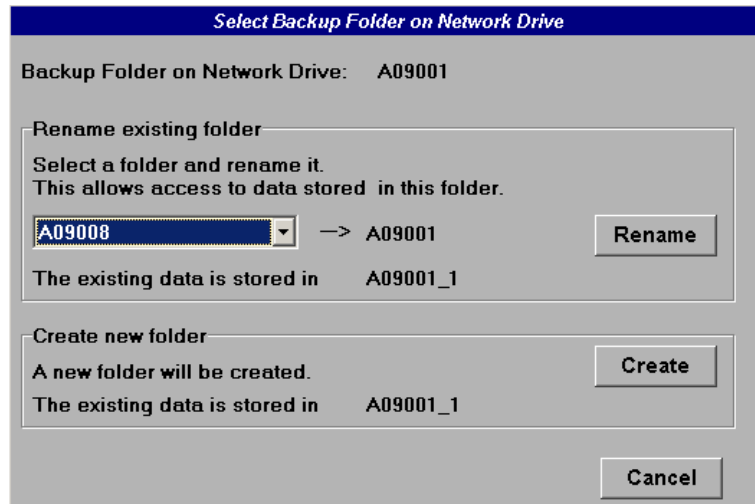 Select Backup Folder on Network Drive
Backup Folder on Network Drive: A09001
Rename existing folder
Select a folder and rename it.
This allows access to data stored in this folder.
A09008 —> A09001 Rename
The existing data is stored in A09001_1
Create new folder
A new folder will be created. Create
The existing data is stored in A09001_1
Cancel